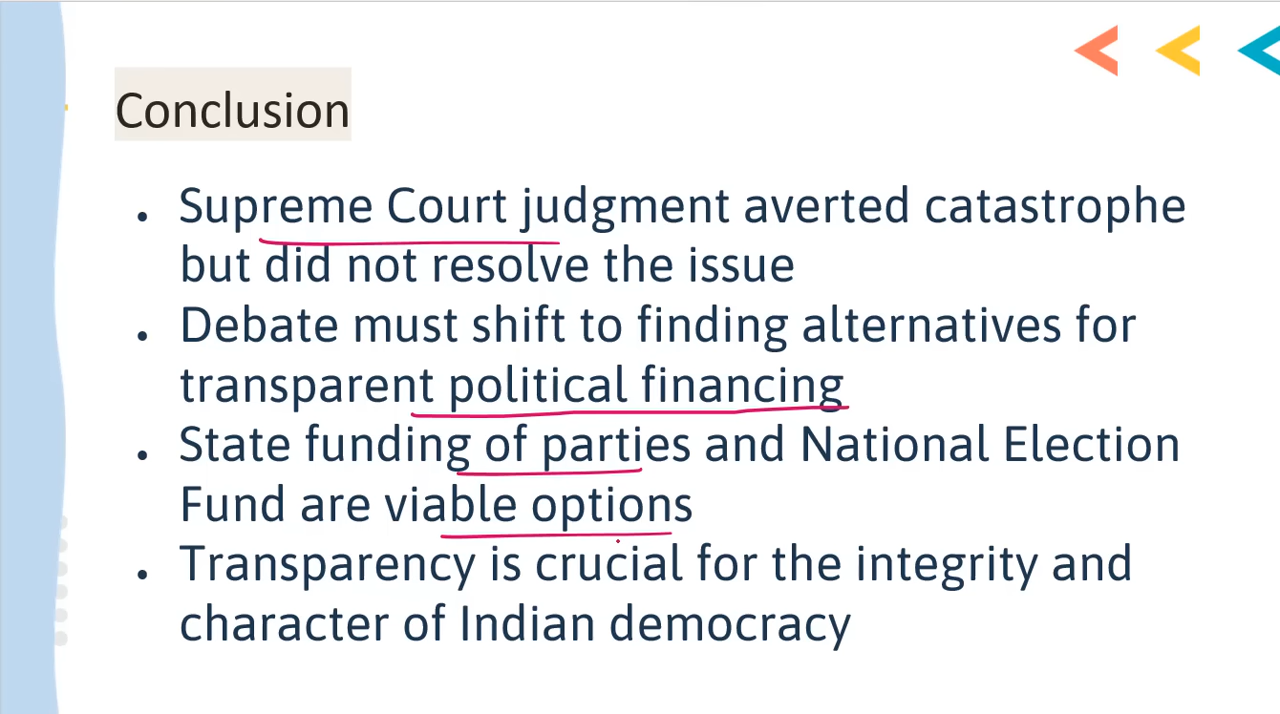 Conclusion
• Supreme Court judgment averted catastrophe
but did not resolve the issue
• Debate must shift to finding alternatives for
transparent political financing
• State funding of parties and National Election
Fund are viable options
• Transparency is crucial for the integrity and
character of Indian democracy